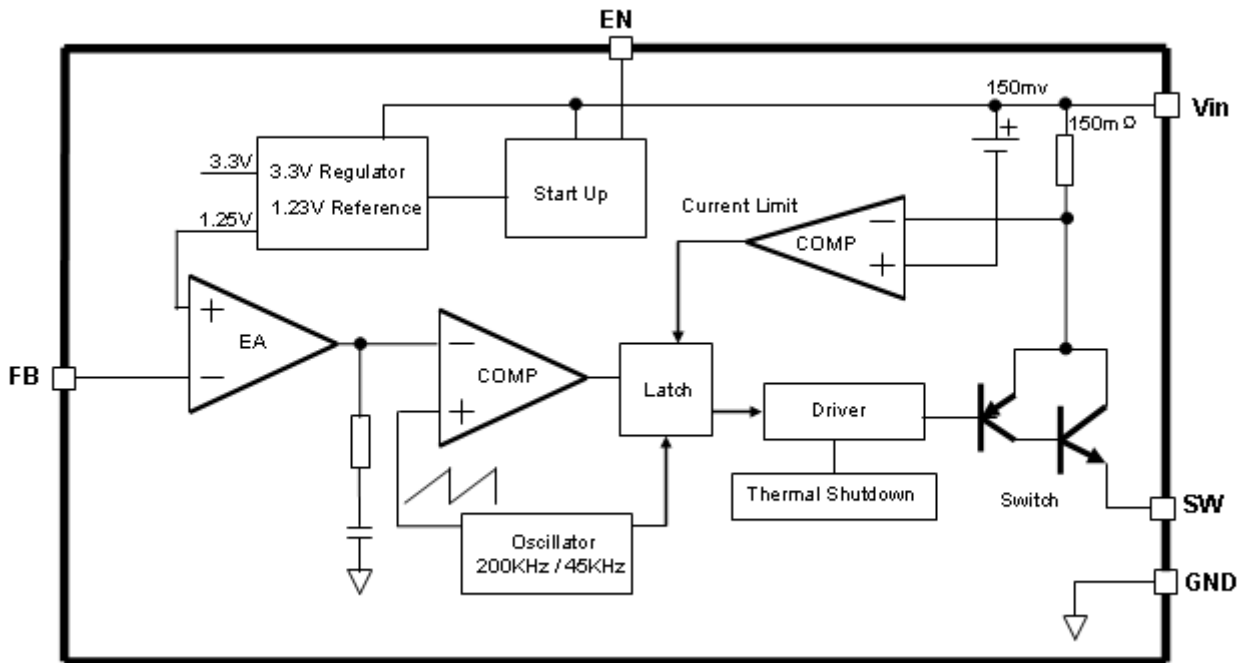 EN
150mv
Vin
150mΩ
3.3V
3.3V Regulator
1.23V Reference
Start Up
1.25V
Current Limit
COMP
−
+
+
+
EA
−
−
COMP
+
FB
Latch
Driver
Thermal Shutdown
Switch
SW
Oscillator
200KHz / 45KHz
GND